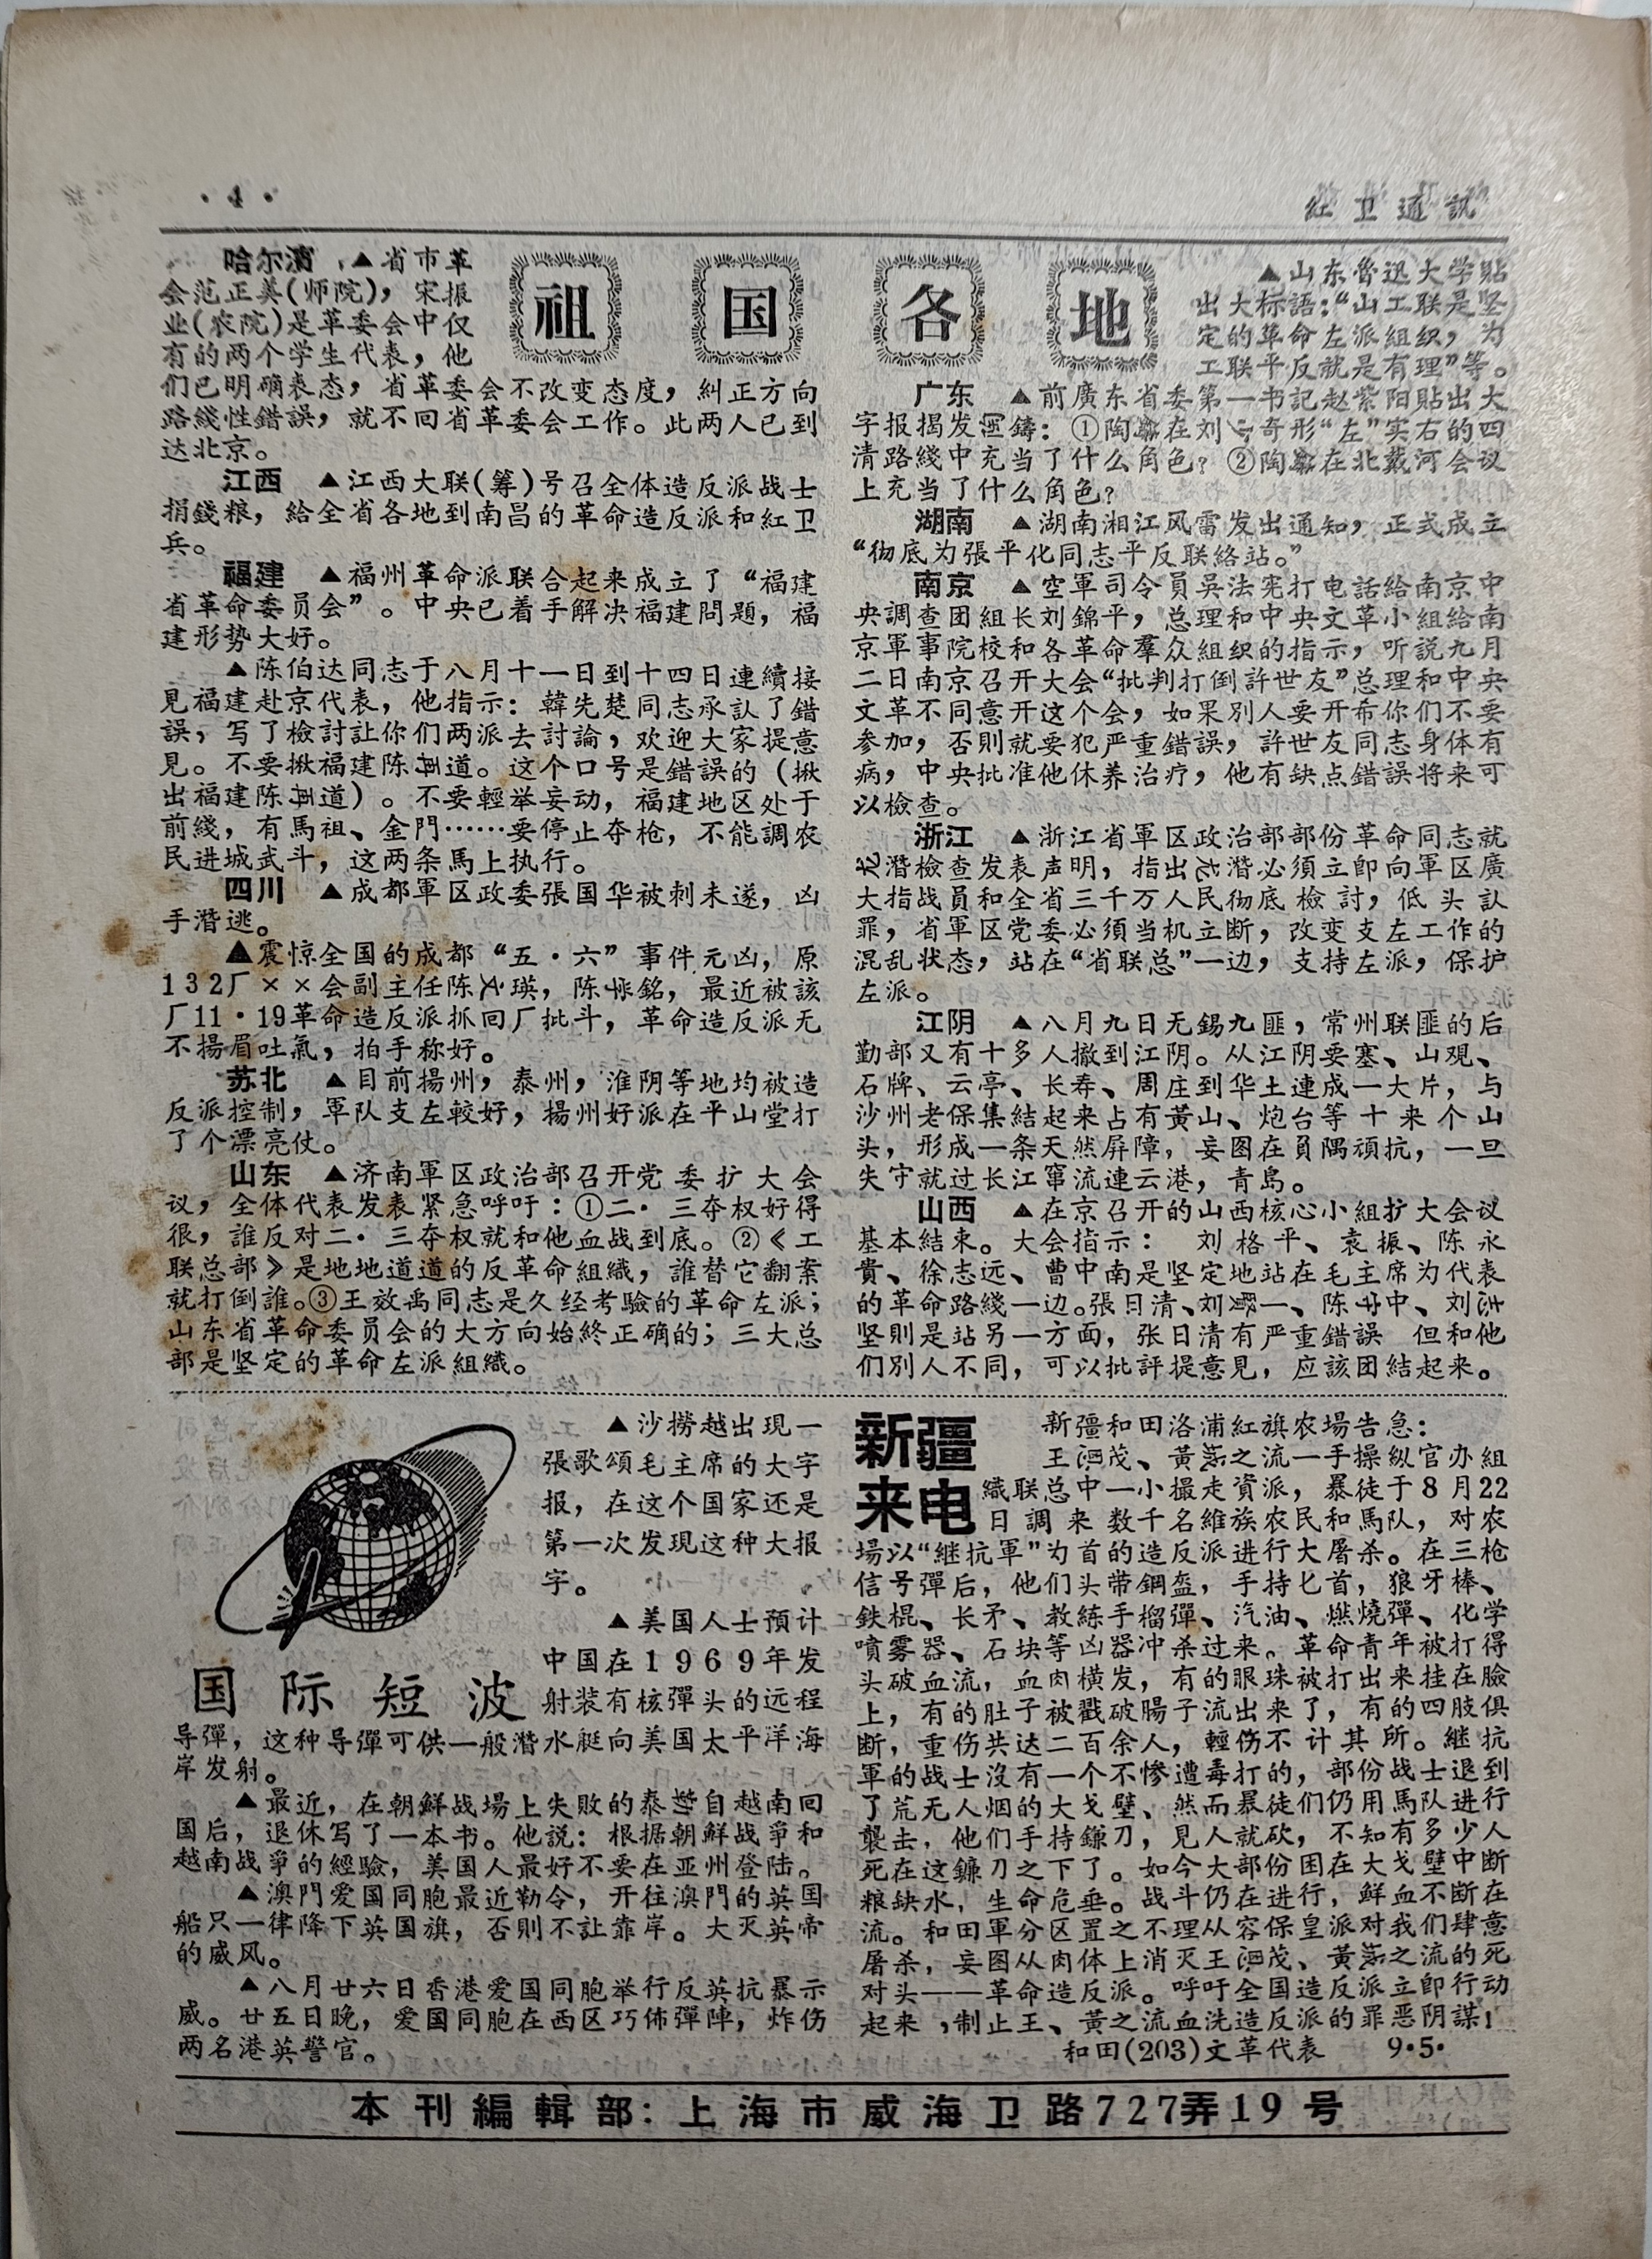 ·4·
红卫通訊
祖国各地
哈尔濱 ▲省市革
会范正美(师院)，宋振
业(农院)是革委会中仅
有的两个学生代表，他
們已明确表态，省革委会不改变态度，糾正方向
路綫性錯誤，就不回省革委会工作。此两人已到
达北京。
江西 ▲江西大联(筹)号召全体造反派战士
捐錢粮，給全省各地到南昌的革命造反派和紅卫
兵。
福建 ▲福州革命派联合起来成立了“福建
省革命委员会”。中央已着手解决福建問題，福
建形势大好。
▲陈伯达同志于八月十一日到十四日連續接
見福建赴京代表，他指示：韓先楚同志承認了錯
誤，写了檢討让你们两派去討論，欢迎大家提意
見。不要揪福建陈再道。这个口号是錯誤的（揪
出福建陈再道）。不要輕举妄动，福建地区处于
前綫，有馬祖、金門……要停止夺枪，不能調农
民进城武斗，这两条馬上执行。
四川 ▲成都軍区政委張国华被刺未遂，凶
手潛逃。
▲震惊全国的成都“五·六”事件元凶，原
132厂××会副主任陈文瑛，陈 銘，最近被該
厂11·19革命造反派抓回厂批斗，革命造反派无
不揚眉吐氣，拍手称好。
苏北 ▲目前揚州，泰州，淮阴等地均被造
反派控制，軍队支左較好，揚州好派在平山堂打
了个漂亮仗。
山东 ▲济南軍区政治部召开党委扩大会
议，全体代表发表紧急呼吁：①二·三夺权好得
很，誰反对二·三夺权就和他血战到底。②《工
联总部》是地地道道的反革命組織，誰替它翻案
就打倒誰。③王效禹同志是久经考驗的革命左派；
山东省革命委员会的大方向始終正确的；三大总
部是坚定的革命左派組織。
▲山东魯迅大学貼
出大标語：“山工联是坚
定的革命左派組织，为
工联平反就是有理”等。
广东 ▲前廣东省委第一书記赵紫阳貼出大
字报揭发陶鑄：①陶鑄在刘少奇形“左”实右的四
清路綫中充当了什么角色？②陶鑄在北戴河会议
上充当了什么角色？
湖南 ▲湖南湘江风雷发出通知，正式成立
“彻底为張平化同志平反联絡站。”
南京 ▲空軍司令員吳法宪打电話給南京中
央調查团組长刘錦平，总理和中央文革小組給南
京軍事院校和各革命羣众組织的指示，听説九月
二日南京召开大会“批判打倒許世友”总理和中央
文革不同意开这个会，如果別人要开希你们不要
参加，否則就要犯严重錯誤，許世友同志身体有
病，中央批准他休养治疗，他有缺点錯誤将来可
以檢查。
浙江 ▲浙江省軍区政治部部份革命同志就
龙潛檢查发表声明，指出龙潛必須立卽向軍区廣
大指战員和全省三千万人民彻底檢討，低头認
罪，省軍区党委必須当机立断，改变支左工作的
混乱状态，站在“省联总”一边，支持左派，保护
左派。
江阴 ▲八月九日无錫九匪，常州联匪的后
勤部又有十多人撤到江阴。从江阴要塞、山观、
石牌、云亭、长寿、周庄到华士連成一大片，与
沙州老保集結起来占有黃山、炮台等十来个山
头，形成一条天然屏障，妄图在負隅頑抗，一旦
失守就过长江窜流連云港，青島。
山西 ▲在京召开的山西核心小組扩大会议
基本結束。大会指示：刘格平、袁振、陈永
貴、徐志远、曹中南是坚定地站在毛主席为代表
的革命路綫一边。張日清、刘貫一、陈 中、刘
坚則是站另一方面，张日清有严重錯誤 但和他
们別人不同，可以批評提意見，应該团結起来。
国际短波
▲沙撈越出現一
張歌頌毛主席的大字
报，在这个国家还是
第一次发現这种大报
字。
▲美国人士預计
中国在1969年发
射装有核彈头的远程
导彈，这种导彈可供一般潛水艇向美国太平洋海
岸发射。
▲最近，在朝鮮战場上失敗的泰勒自越南回
国后，退休写了一本书。他説：根据朝鮮战爭和
越南战爭的經驗，美国人最好不要在亚州登陆。
▲澳門爱国同胞最近勒令，开往澳門的英国
船只一律降下英国旗，否則不让靠岸。大灭英帝
的威风。
▲八月廿六日香港爱国同胞举行反英抗暴示
威。廿五日晚，爱国同胞在西区巧佈彈陣，炸伤
两名港英警官。
新疆
来电
新疆和田洛浦紅旗农場告急：
王恩茂、黃 之流一手操纵官办組
織联总中一小撮走資派，暴徒于8月22
日調来数千名維族农民和馬队，对农
場以“継抗軍”为首的造反派进行大屠杀。在三枪
信号彈后，他们头带鋼盔，手持匕首，狼牙棒、
鉄棍、长矛、教練手榴彈、汽油、燃燒彈、化学
噴雾器、石块等凶器冲杀过来。革命青年被打得
头破血流，血肉横发，有的眼珠被打出来挂在臉
上，有的肚子被戳破腸子流出来了，有的四肢俱
断，重伤共达二百余人，輕伤不计其所。継抗
軍的战士沒有一个不惨遭毒打的，部份战士退到
了荒无人烟的大戈壁、然而暴徒们仍用馬队进行
襲击，他们手持鎌刀，見人就砍，不知有多少人
死在这鐮刀之下了。如今大部份困在大戈壁中断
粮缺水，生命危垂。战斗仍在进行，鮮血不断在
流。和田軍分区置之不理从容保皇派对我们肆意
屠杀，妄图从肉体上消灭王恩茂、黃 之流的死
对头——革命造反派。呼吁全国造反派立卽行动
起来，制止王、黃之流血洗造反派的罪恶阴謀！
和田(203)文革代表 9·5·
本刊編輯部：上海市威海卫路727弄19号